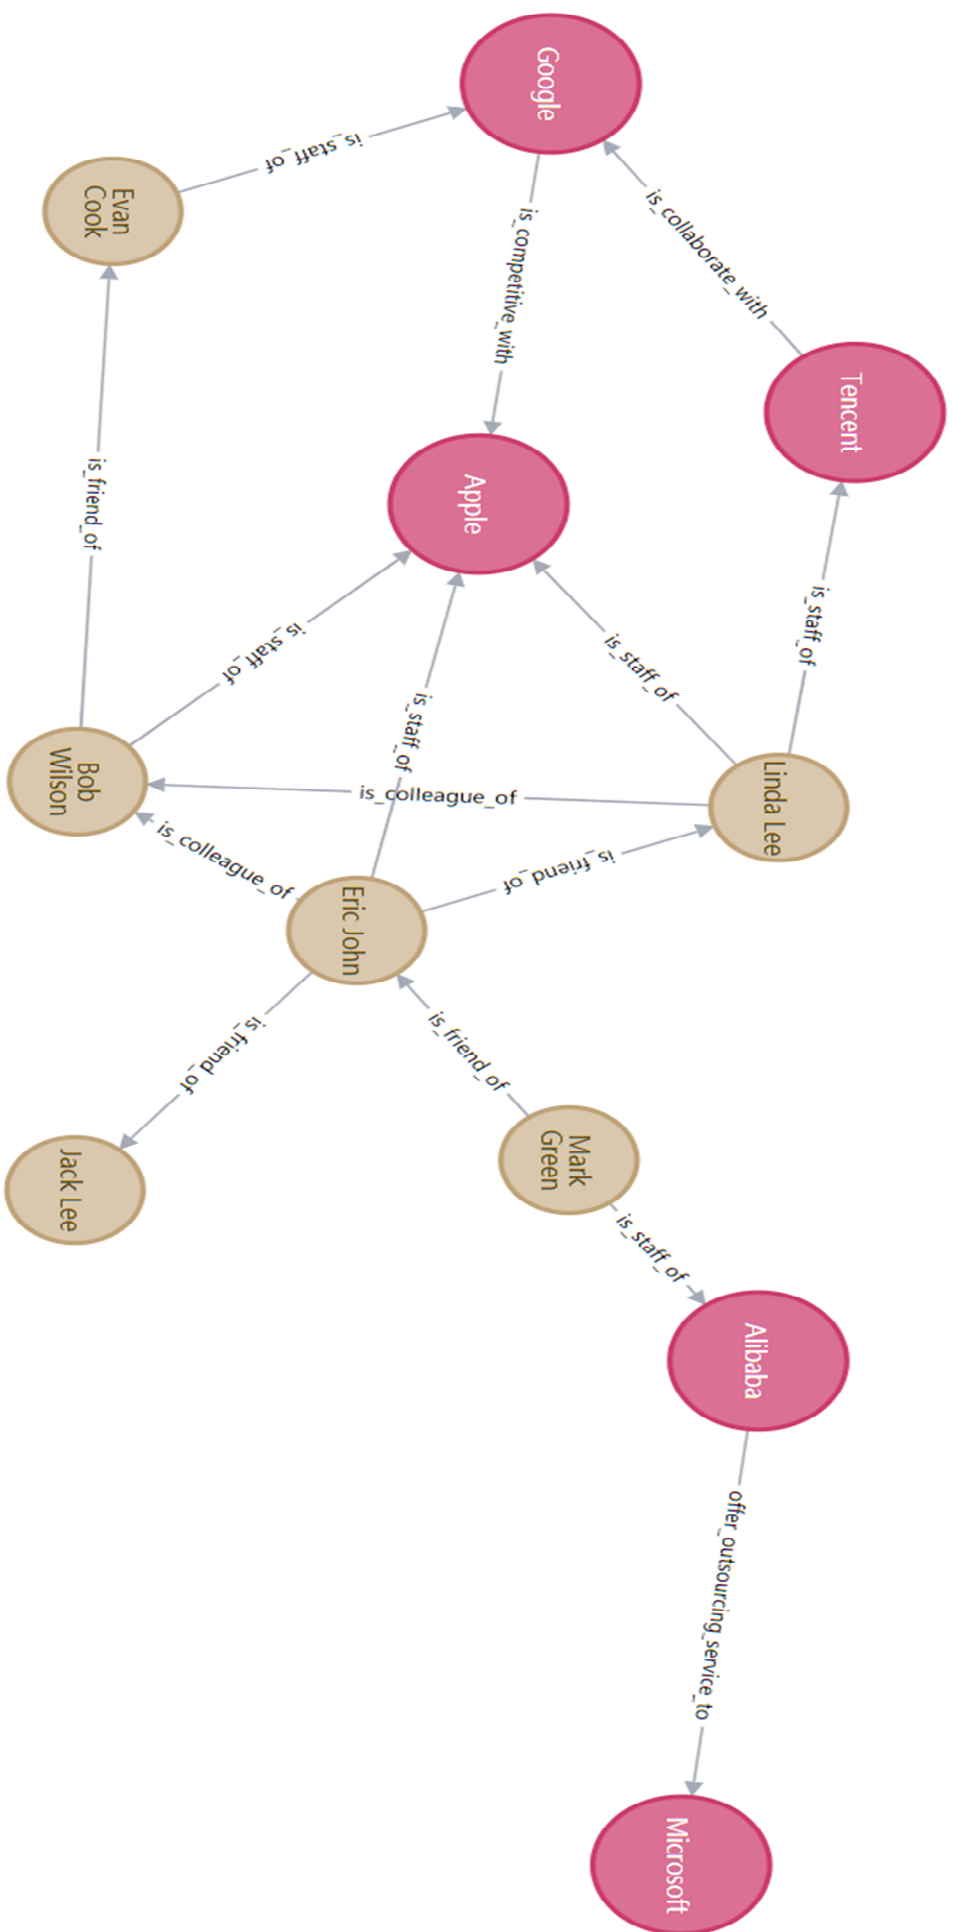 Google
is_staff_of
Evan
Cook
is_collaborate_with
is_competitive_with
Tencent
Apple
is_friend_of
is_staff_of
is_staff_of
is_staff_of
is_staff_of
Bob
Wilson
is_colleague_of
Linda Lee
is_colleague_of
is_friend_of
Eric John
is_friend_of
is_friend_of
Mark
Green
Jack Lee
is_staff_of
Alibaba
offer_outsourcing_service_to
Microsoft